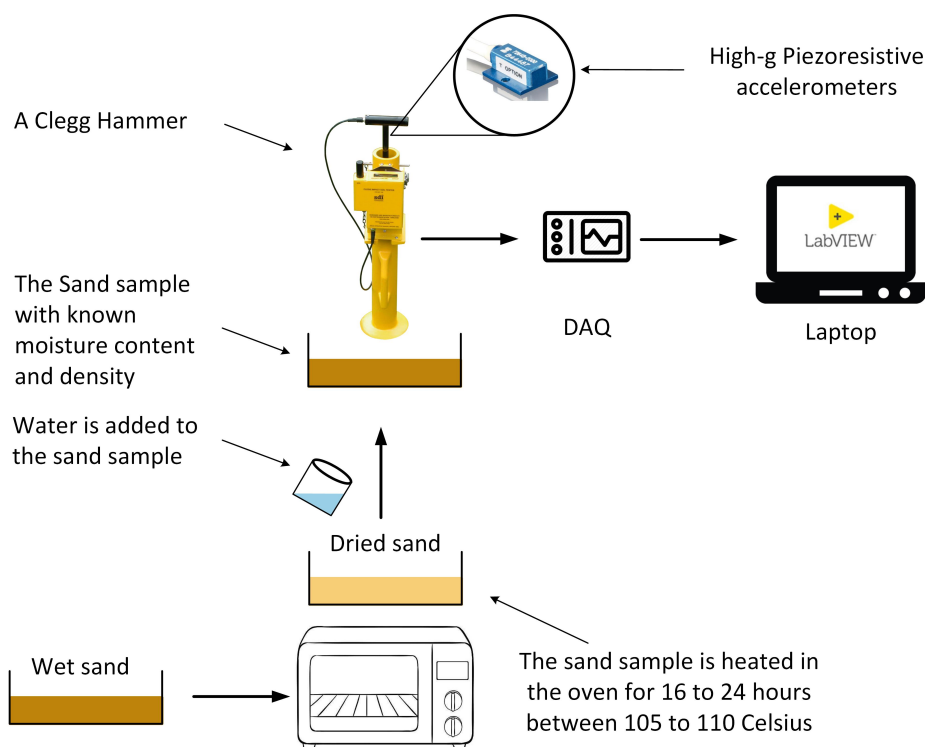 High-g Piezoresistive
accelerometers
T OPTION
A Clegg Hammer
LabVIEW
The Sand sample
with known
moisture content
and density
DAQ
Laptop
Water is added to
the sand sample
Dried sand
Wet sand
The sand sample is heated in
the oven for 16 to 24 hours
between 105 to 110 Celsius